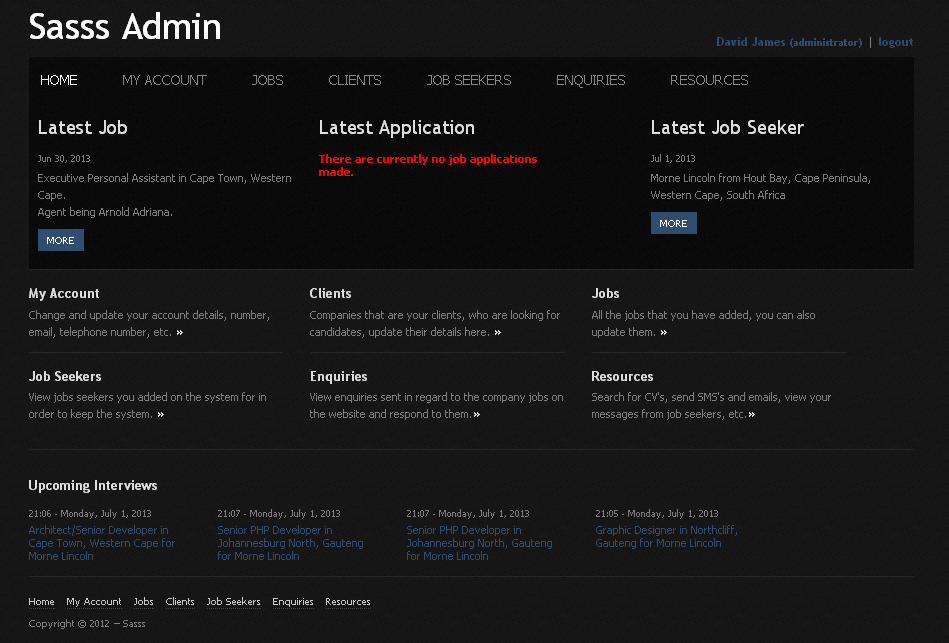 Sasss Admin
David James (administrator) | logout
HOME MY ACCOUNT JOBS CLIENTS JOB SEEKERS ENQUIRIES RESOURCES
Latest Job
Jun 30, 2013
Executive Personal Assistant in Cape Town, Western
Cape.
Agent being Arnold Adriana.
MORE
Latest Application
There are currently no job applications
made.
Latest Job Seeker
Jul 1, 2013
Morne Lincoln from Hout Bay, Cape Peninsula,
Western Cape, South Africa
MORE
My Account
Change and update your account details, number,
email, telephone number, etc. »
Clients
Companies that are your clients, who are looking for
candidates, update their details here. »
Jobs
All the jobs that you have added, you can also
update them. »
Job Seekers
View jobs seekers you added on the system for in
order to keep the system. »
Enquiries
View enquiries sent in regard to the company jobs on
the website and respond to them. »
Resources
Search for CV's, send SMS's and emails, view your
messages from job seekers, etc. »
Upcoming Interviews
21:06 - Monday, July 1, 2013
Architect/Senior Developer in
Cape Town, Western Cape for
Morne Lincoln
21:07 - Monday, July 1, 2013
Senior PHP Developer in
Johannesburg North, Gauteng
for Morne Lincoln
21:07 - Monday, July 1, 2013
Senior PHP Developer in
Johannesburg North, Gauteng
for Morne Lincoln
21:05 - Monday, July 1, 2013
Graphic Designer in Northcliff,
Gauteng for Morne Lincoln
Home My Account Jobs Clients Job Seekers Enquiries Resources
Copyright © 2012 – Sasss